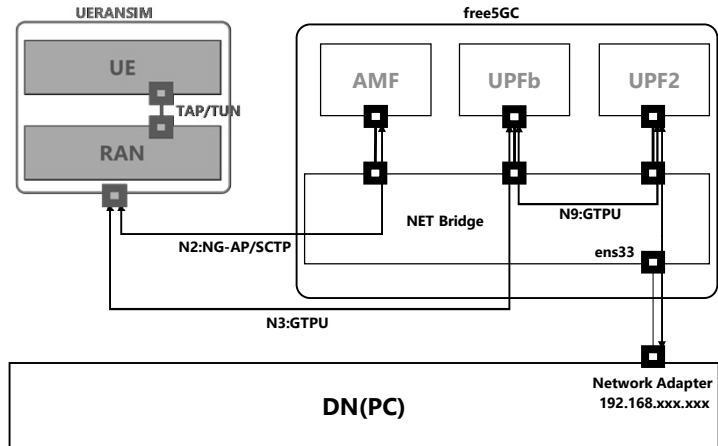 UERANSIM
free5GC
UE
TAP/TUN
RAN
AMF
UPFb
UPF2
NET Bridge
N9:GTPU
N2:NG-AP/SCTP
ens33
N3:GTPU
Network Adapter
192.168.xxx.xxx
DN(PC)